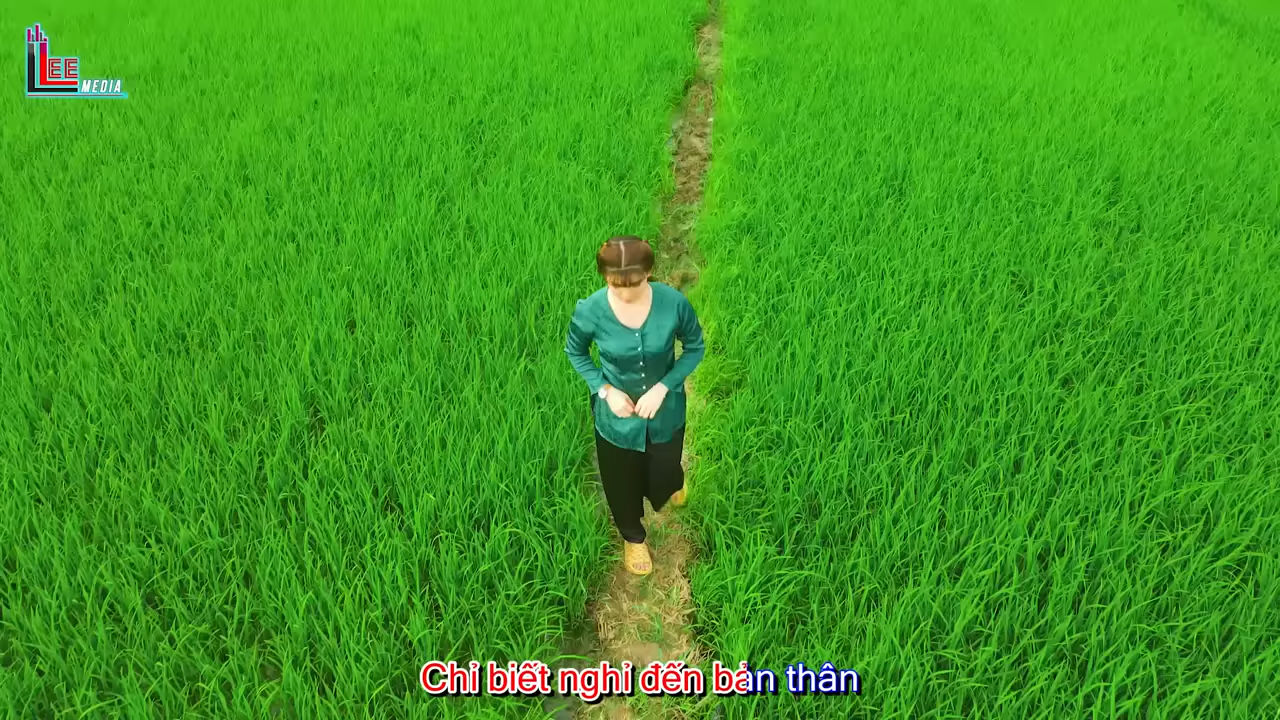 LEE
MEDIA
Chỉ biết nghỉ đến bản thân